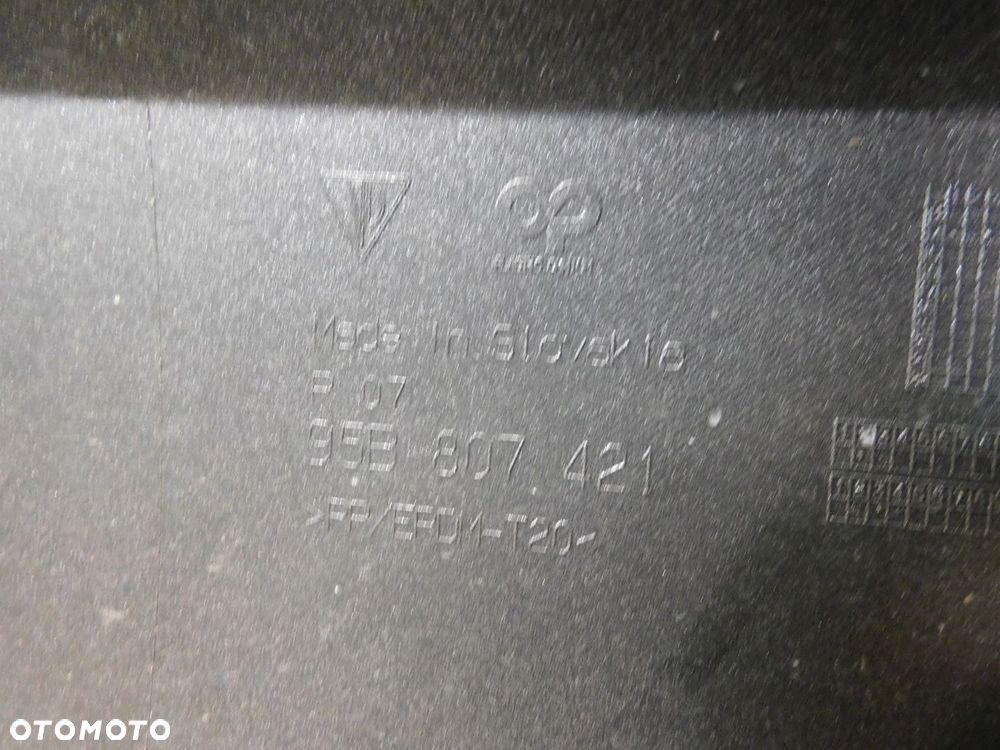 Made in Slovakia
P 07
95B 807 421
>PP/EPDM-T20<
OTOMOTO